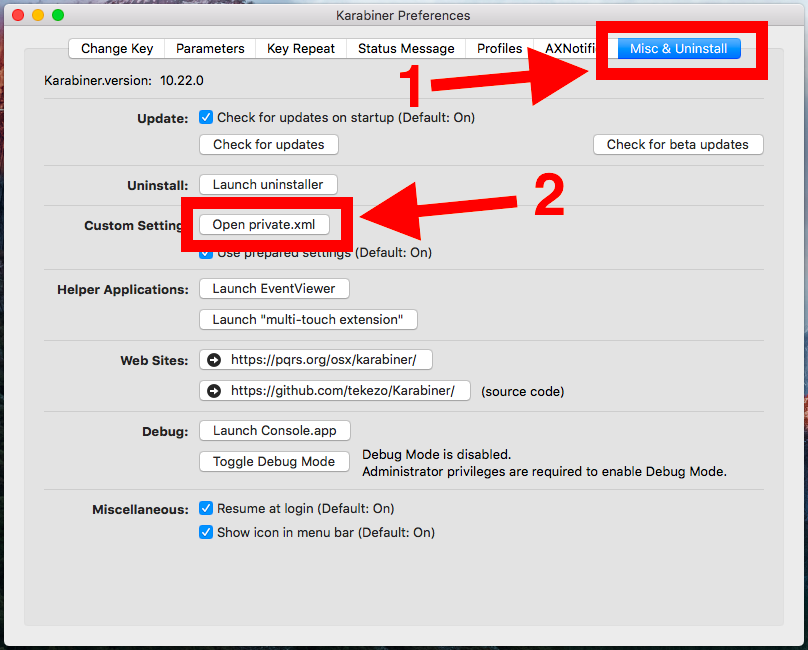 Karabiner Preferences
Change Key Parameters Key Repeat Status Message Profiles AXNotifi Misc & Uninstall
Karabiner.version: 10.22.0
1
Update: Check for updates on startup (Default: On)
Check for updates Check for beta updates
Uninstall: Launch uninstaller
2
Custom Setting Open private.xml
Use prepared settings (Default: On)
Helper Applications: Launch EventViewer
Launch "multi-touch extension"
Web Sites: https://pqrs.org/osx/karabiner/
https://github.com/tekezo/Karabiner/ (source code)
Debug: Launch Console.app
Toggle Debug Mode Debug Mode is disabled.
Administrator privileges are required to enable Debug Mode.
Miscellaneous: Resume at login (Default: On)
Show icon in menu bar (Default: On)